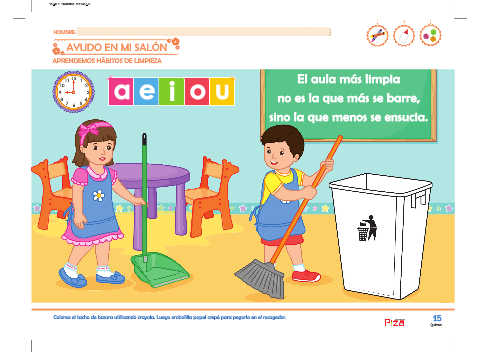 NOMBRE:
AYUDO EN MI SALÓN
APRENDEMOS HÁBITOS DE LIMPIEZA
a e i o u
El aula más limpia
no es la que más se barre,
sino la que menos se ensucia.
Colorea el tacho de basura utilizando crayola. Luego embolilla papel crepé para pegarlo en el recogedor.
15